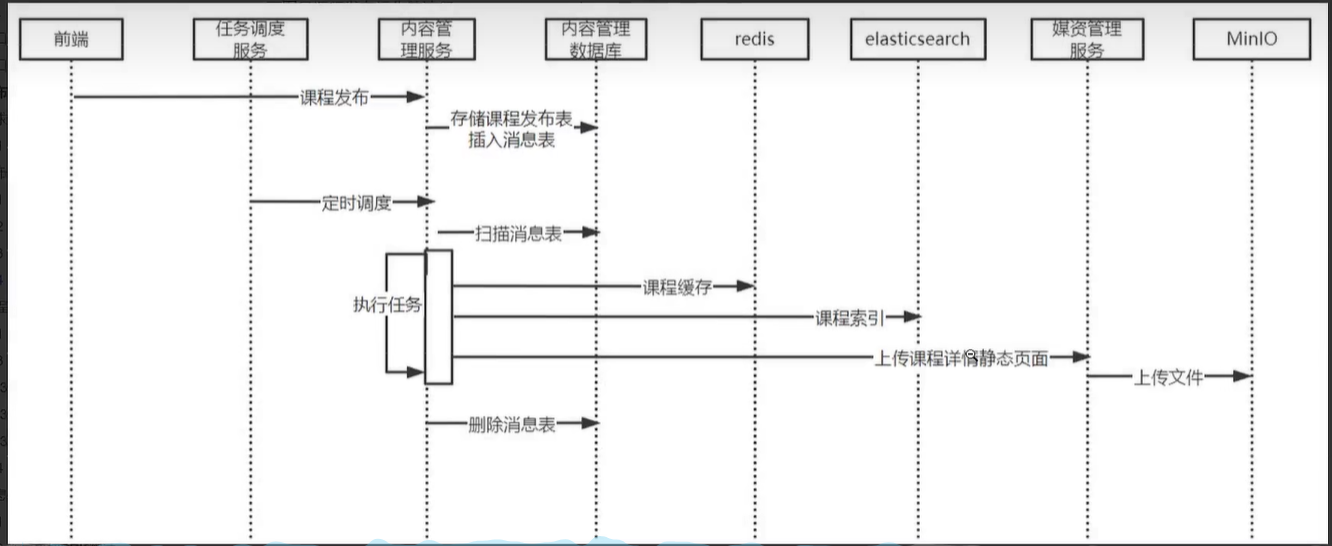 前端
任务调度
服务
内容管
理服务
内容管理
数据库
redis
elasticsearch
媒资管理
服务
MinIO
课程发布
存储课程发布表
插入消息表
定时调度
扫描消息表
执行任务
课程缓存
课程索引
上传课程详情静态页面
上传文件
删除消息表